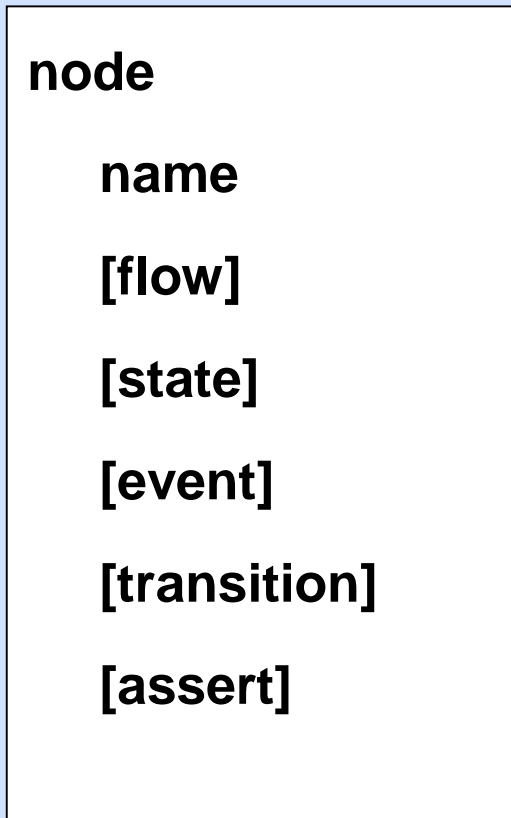 node
name
[flow]
[state]
[event]
[transition]
[assert]